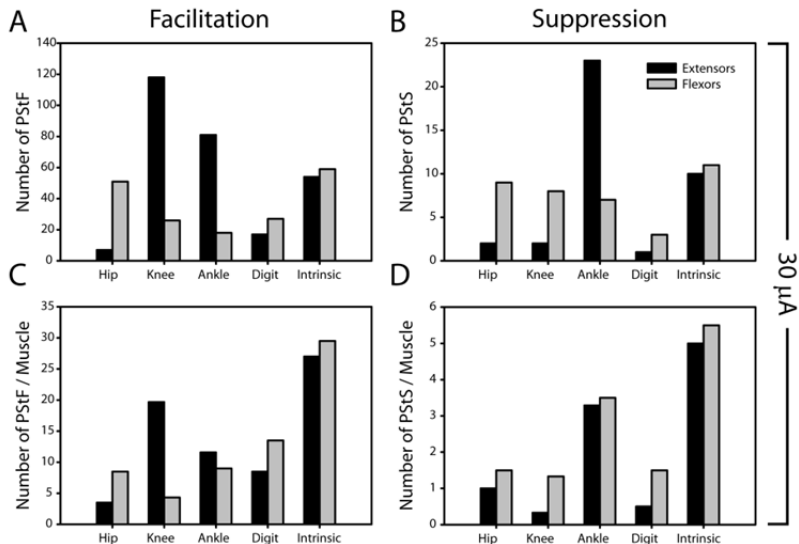 A Facilitation
Number of PStF
140
120
100
80
60
40
20
0
Hip Knee Ankle Digit Intrinsic
B Suppression
Number of PStS
25
20
15
10
5
0
Extensors
Flexors
Hip Knee Ankle Digit Intrinsic
C
Number of PStF / Muscle
35
30
25
20
15
10
5
0
Hip Knee Ankle Digit Intrinsic
D
Number of PStS / Muscle
6
5
4
3
2
1
0
Hip Knee Ankle Digit Intrinsic
30 μA